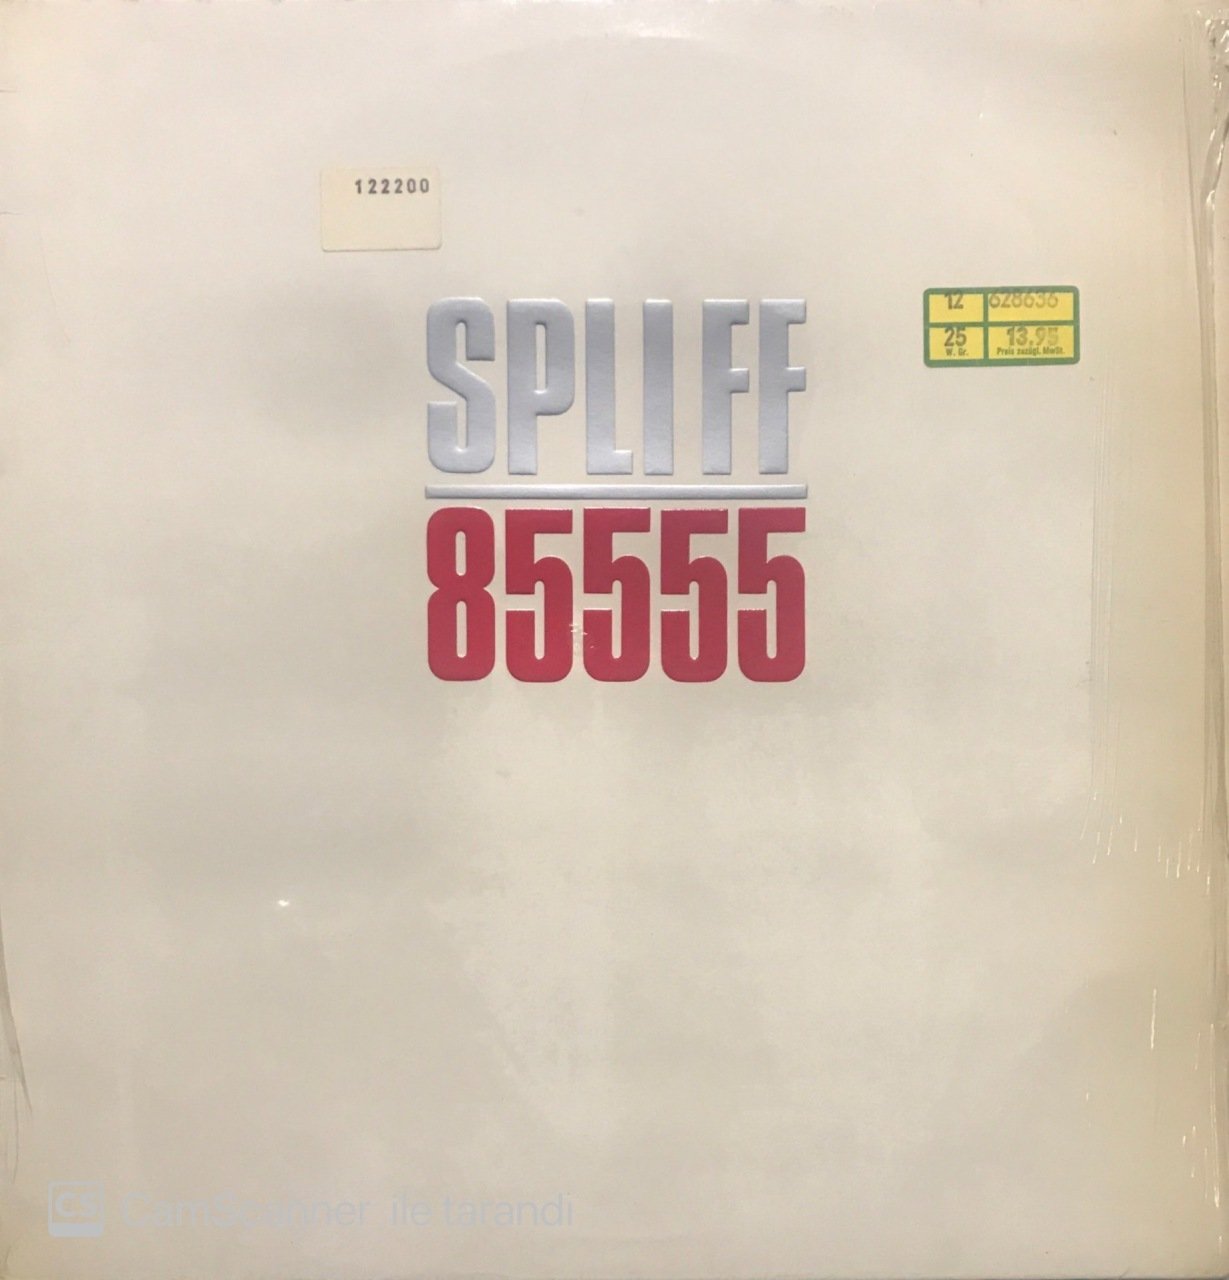 122200
SPLIFF
12 628636
25 13.95
W. Gr. Preis zuzügl. MwSt.
85555
CS CamScanner ile tarandı